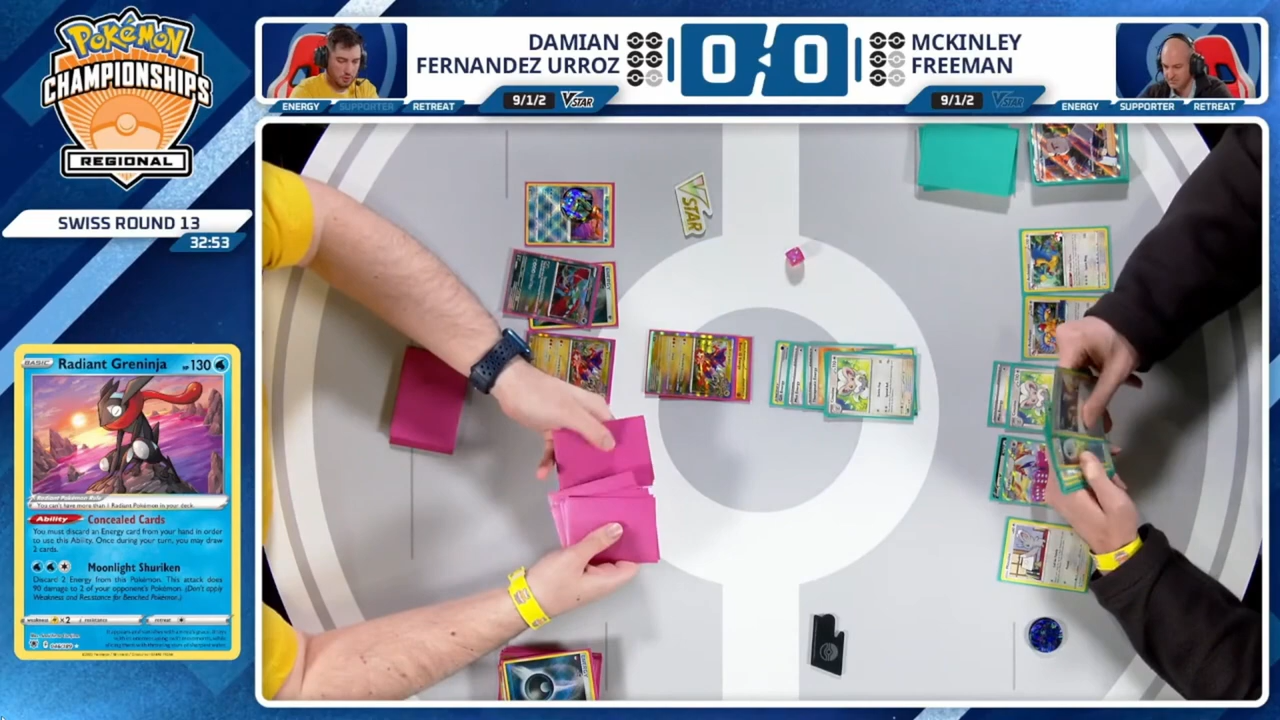 Pokémon
CHAMPIONSHIPS
REGIONAL
SWISS ROUND 13
32:53
DAMIAN
FERNANDEZ URROZ
0 0
MCKINLEY
FREEMAN
ENERGY SUPPORTER RETREAT
9/1/2 VSTAR
9/1/2 VSTAR
ENERGY SUPPORTER RETREAT
VSTAR
BASIC Radiant Greninja HP 130
Radiant Pokémon Rule
You can't have more than 1 Radiant Pokémon in your deck.
Ability Concealed Cards
You must discard an Energy card from your hand in order
to use this Ability. Once during your turn, you may draw
2 cards.
Moonlight Shuriken
Discard 2 Energy from this Pokémon. This attack does
90 damage to 2 of your opponent's Pokémon. (Don't apply
Weakness and Resistance for Benched Pokémon.)
weakness ×2 resistance retreat